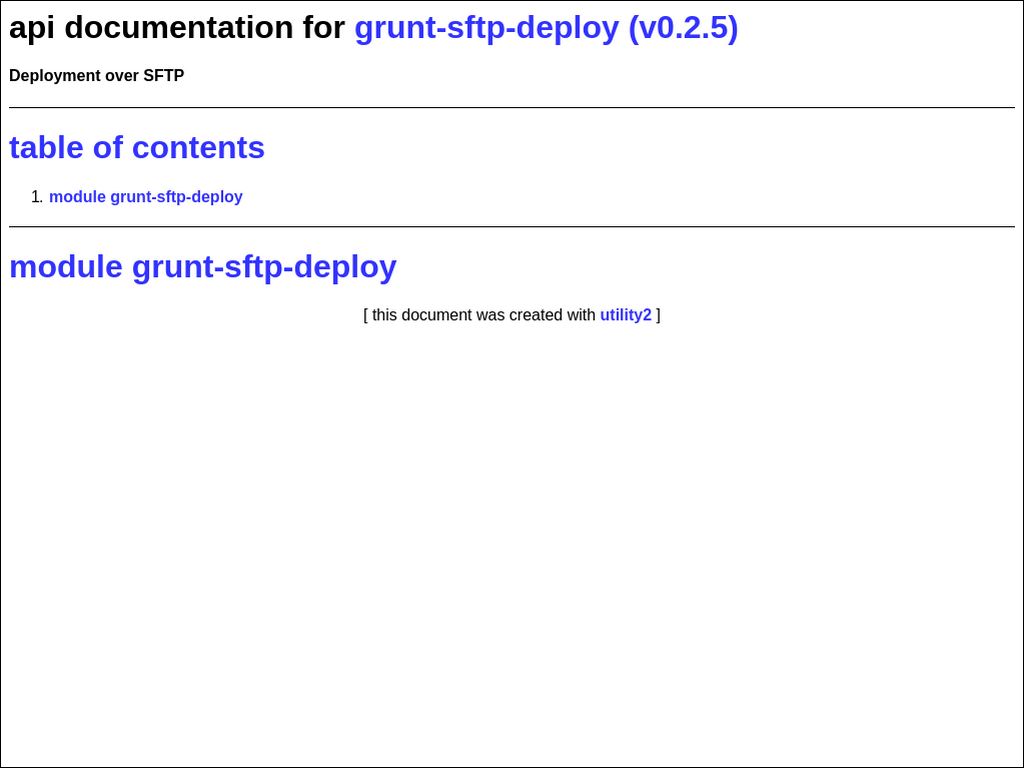 api documentation for grunt-sftp-deploy (v0.2.5)
Deployment over SFTP
table of contents
1. module grunt-sftp-deploy
module grunt-sftp-deploy
[ this document was created with utility2 ]